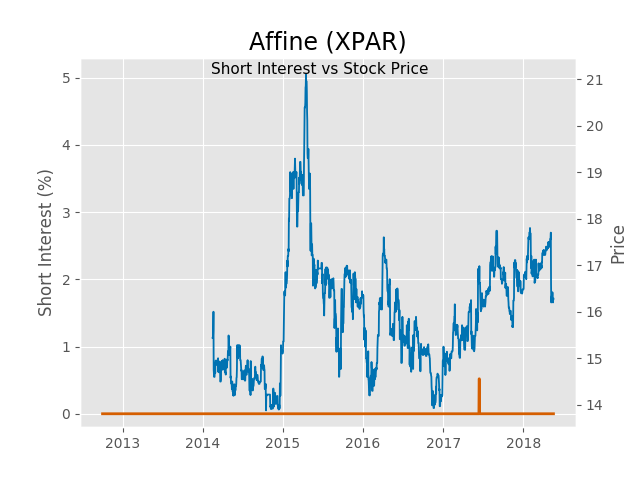 Affine (XPAR)
Short Interest vs Stock Price
Short Interest (%)
5
4
3
2
1
0
21
20
19
18
17
16
15
14
Price
2013 2014 2015 2016 2017 2018